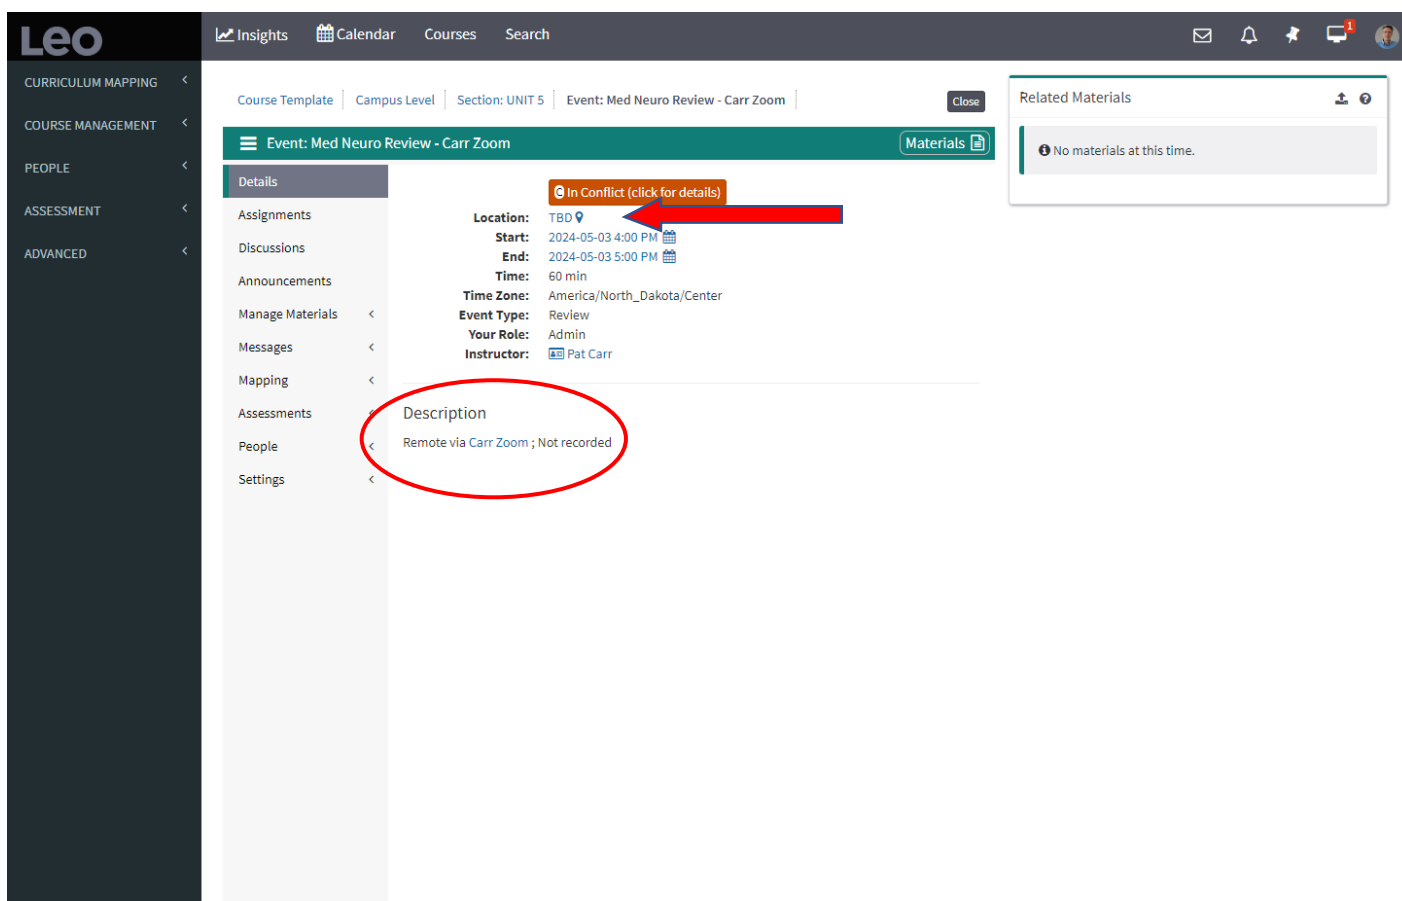 Leo
Insights Calendar Courses Search
1
CURRICULUM MAPPING
COURSE MANAGEMENT
PEOPLE
ASSESSMENT
ADVANCED
Course Template Campus Level Section: UNIT 5 Event: Med Neuro Review - Carr Zoom Close
Event: Med Neuro Review - Carr Zoom Materials
Details
Assignments
Discussions
Announcements
Manage Materials
Messages
Mapping
Assessments
People
Settings
C In Conflict (click for details)
Location: TBD
Start: 2024-05-03 4:00 PM
End: 2024-05-03 5:00 PM
Time: 60 min
Time Zone: America/North_Dakota/Center
Event Type: Review
Your Role: Admin
Instructor: Pat Carr
Description
Remote via Carr Zoom ; Not recorded
Related Materials
No materials at this time.